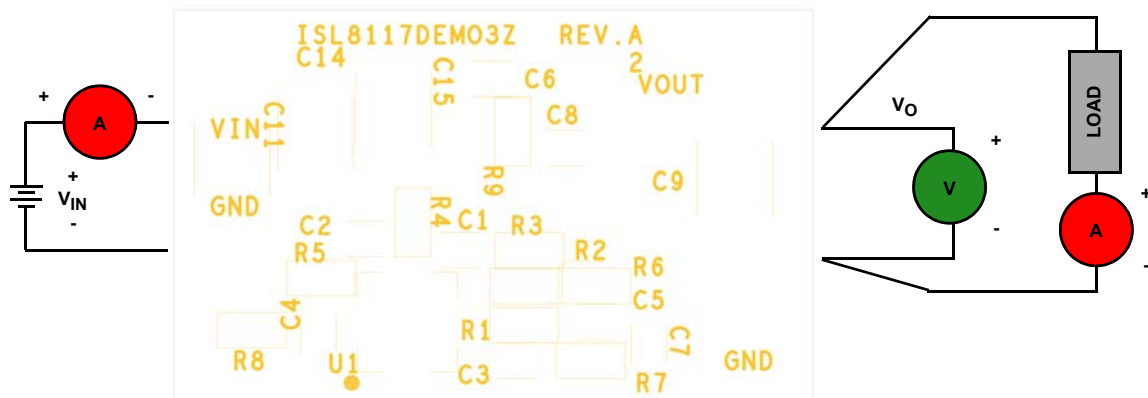 ISL8117DEMO3Z REV.A
2
C14
C15
C6
VOUT
C8
VIN
C11
GND
R9
C9
C2
R4
C1
R3
R5
R2
R6
C4
C5
R1
C7
R8
U1
C3
R7
GND
+ A -
+
VIN
-
VO
+
V
-
LOAD
+
A
-